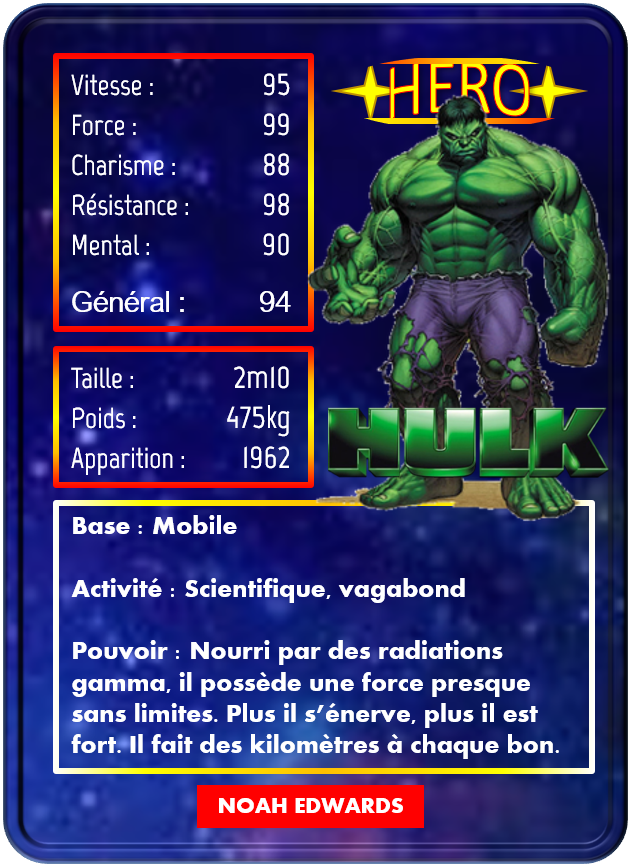 Vitesse : 95
Force : 99
Charisme : 88
Résistance : 98
Mental : 90
Général : 94
HERO
Taille : 2m10
Poids : 475kg
Apparition : 1962
HULK
Base : Mobile
Activité : Scientifique, vagabond
Pouvoir : Nourri par des radiations
gamma, il possède une force presque
sans limites. Plus il s’énerve, plus il est
fort. Il fait des kilomètres à chaque bon.
NOAH EDWARDS